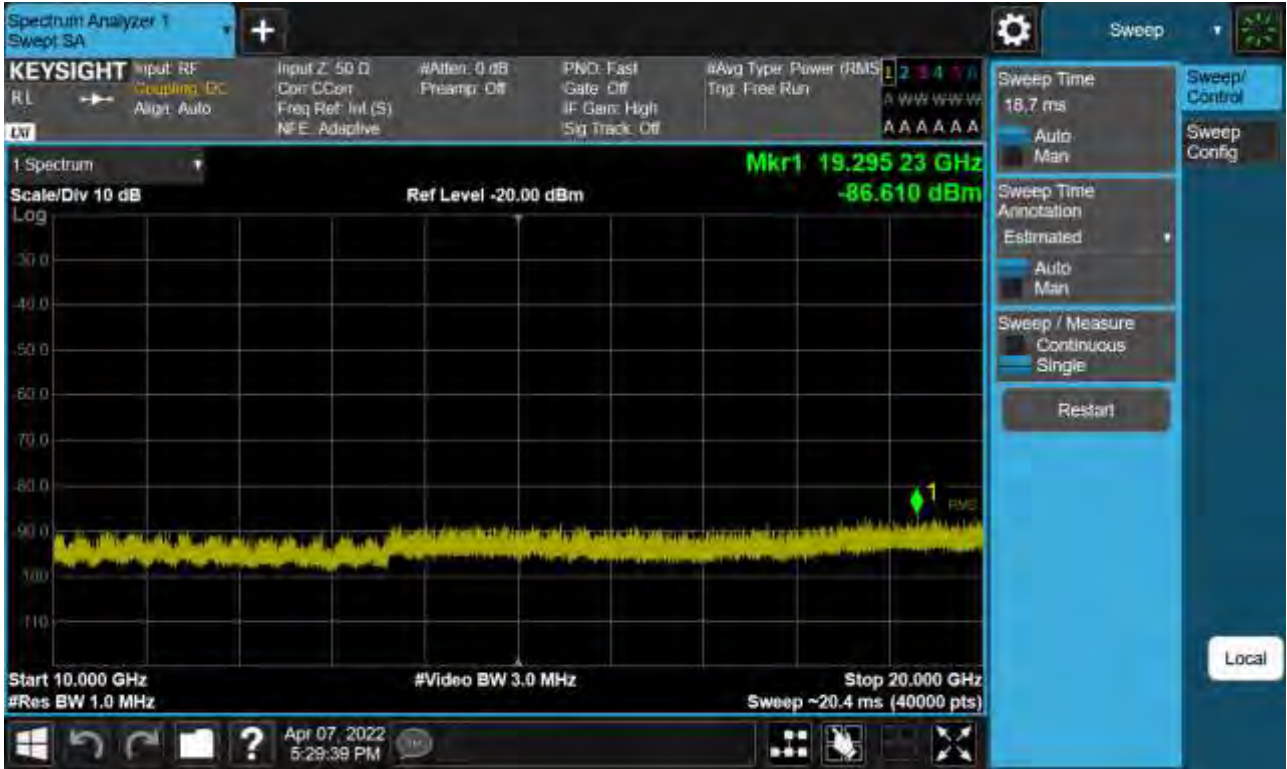 Spectrum Analyzer 1
Swept SA
+
Sweep
KEYSIGHT
RL
Input: RF
Coupling: DC
Align: Auto
Input Z: 50 Ω
Corr CCorr
Freq Ref: Int (S)
NFE: Adaptive
#Atten: 0 dB
Preamp: Off
PNO: Fast
Gate: Off
IF Gain: High
Sig Track: Off
#Avg Type: Power (RMS
Trig: Free Run
1 2 3 4 5 6
A W W W W W
A A A A A A
1 Spectrum
Scale/Div 10 dB
Log
Ref Level -20.00 dBm
Mkr1 19.295 23 GHz
-86.610 dBm
-30.0
-40.0
-50.0
-60.0
-70.0
-80.0
-90.0
-100
-110
1
RMS
Start 10.000 GHz
#Res BW 1.0 MHz
#Video BW 3.0 MHz
Stop 20.000 GHz
Sweep ~20.4 ms (40000 pts)
Sweep Time
18.7 ms
Auto
Man
Sweep Time
Annotation
Estimated
Auto
Man
Sweep / Measure
Continuous
Single
Restart
Sweep/
Control
Sweep
Config
Local
?
Apr 07, 2022
5:29:39 PM